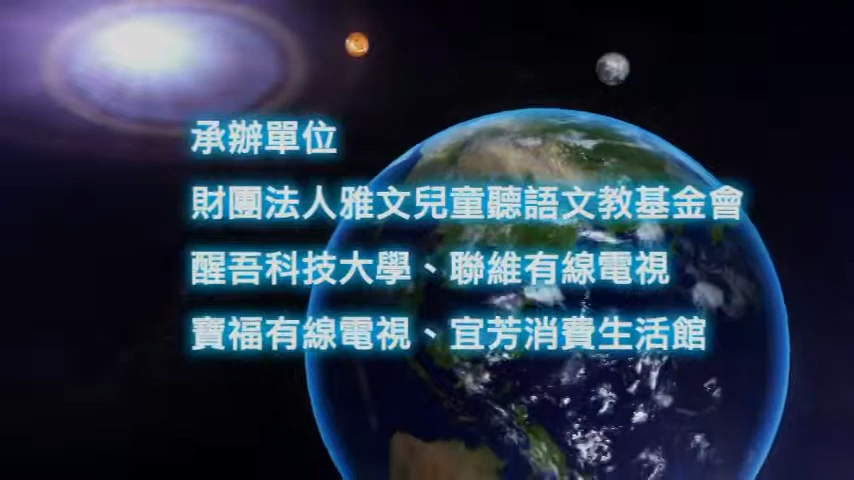 承辦單位
財團法人雅文兒童聽語文教基金會
醒吾科技大學、聯維有線電視
寶福有線電視、宜芳消費生活館